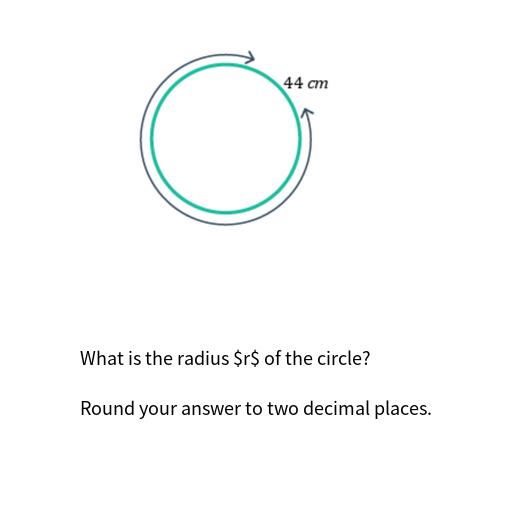 44 cm
What is the radius $r$ of the circle?
Round your answer to two decimal places.